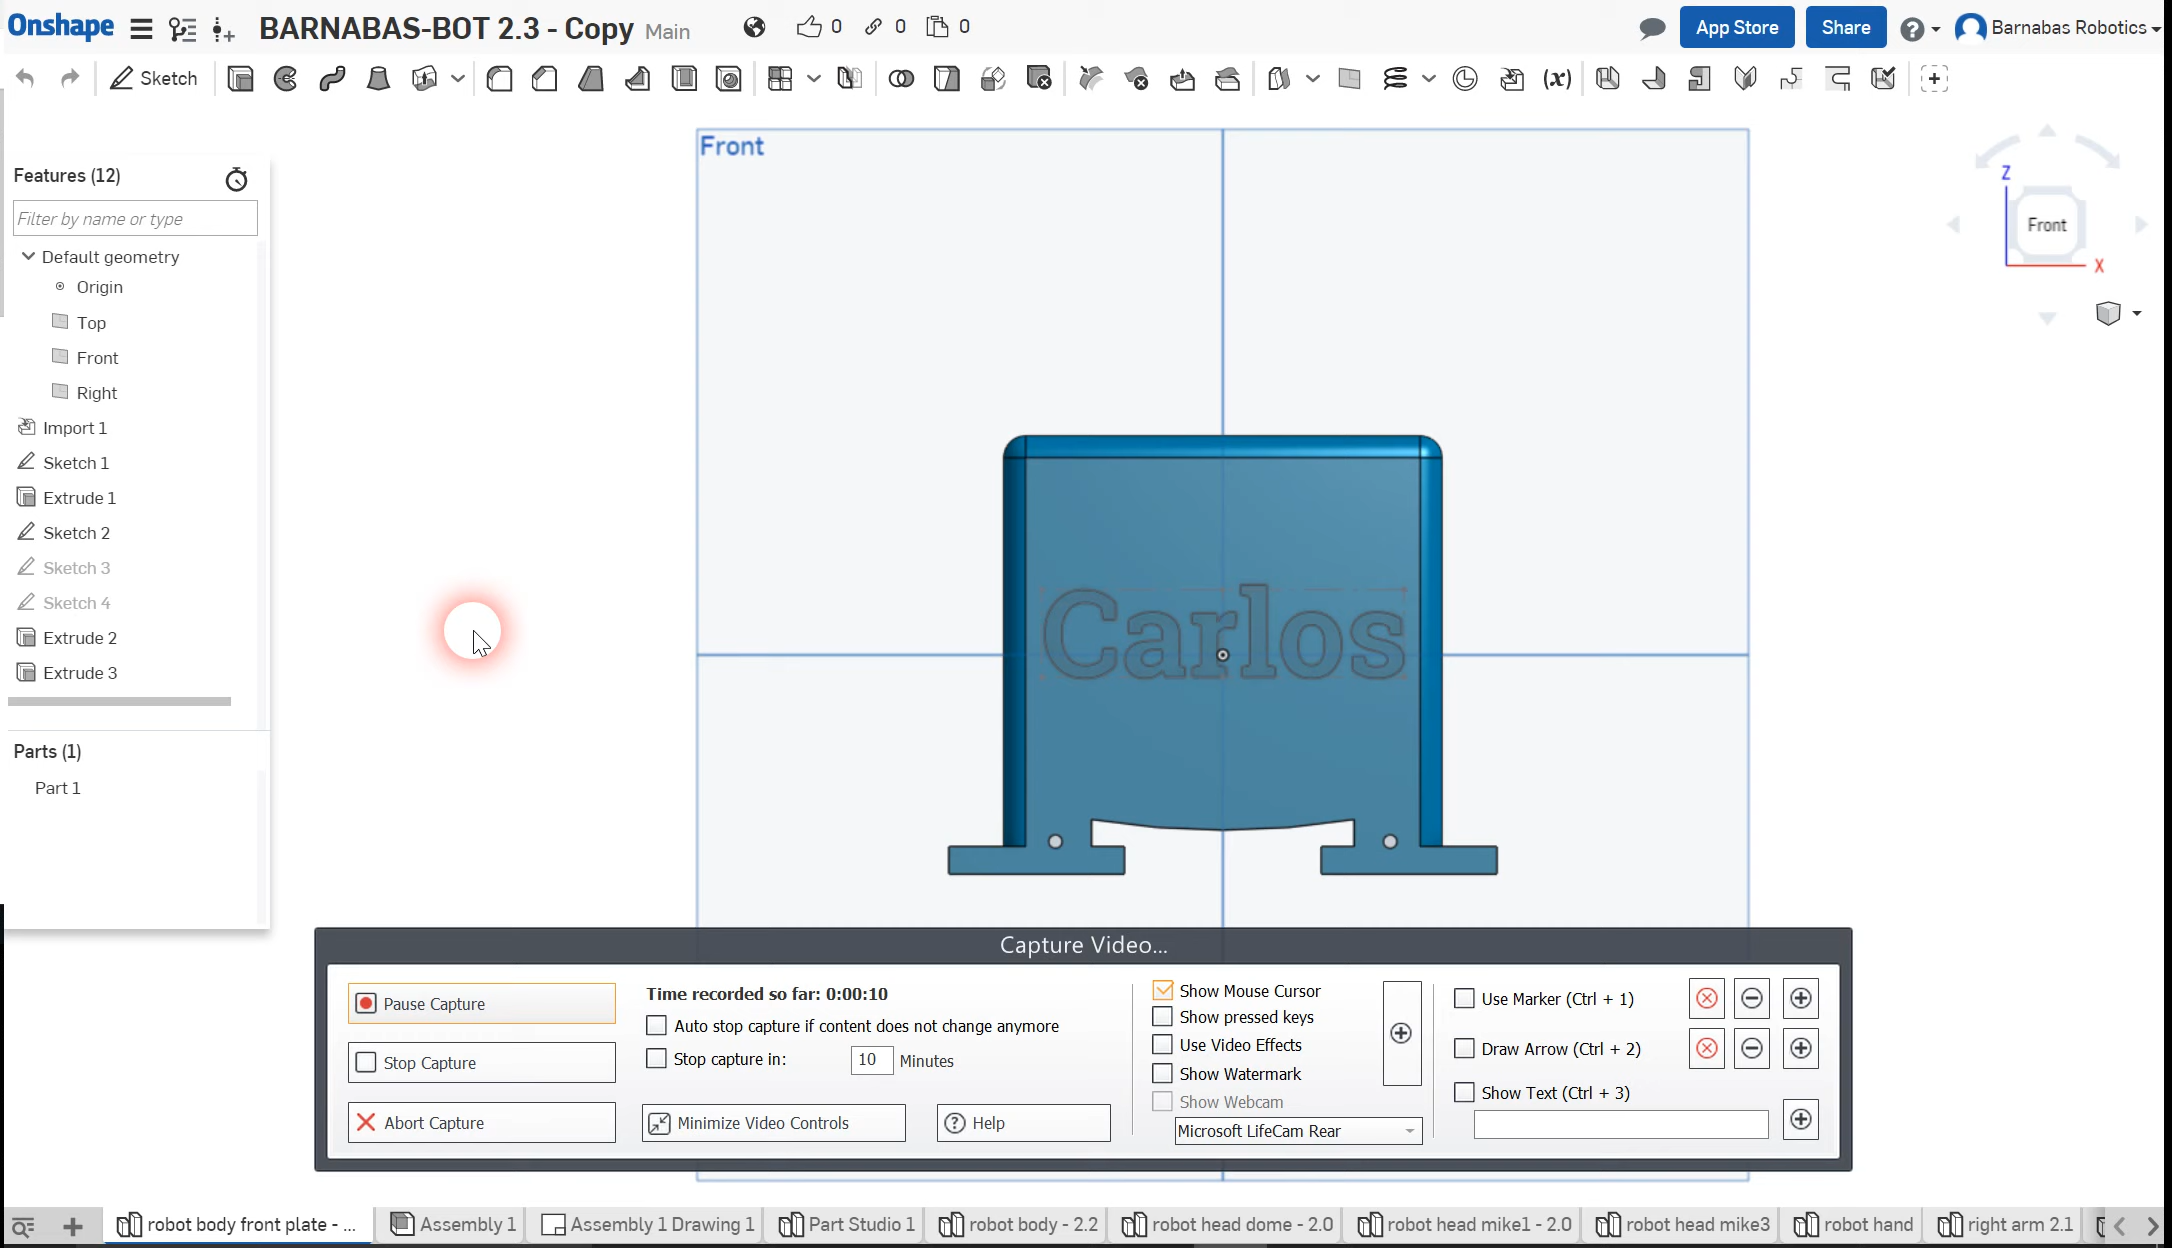 Onshape BARNABAS-BOT 2.3 - Copy Main 0 0 0 App Store Share Barnabas Robotics
Sketch (x)
Front
Features (12)
Filter by name or type
Default geometry
Origin
Top
Front
Right
Import 1
Sketch 1
Extrude 1
Sketch 2
Sketch 3
Sketch 4
Extrude 2
Extrude 3
Parts (1)
Part 1
Z
Front
X
Carlos
Capture Video...
Pause Capture
Stop Capture
Abort Capture
Time recorded so far: 0:00:10
Auto stop capture if content does not change anymore
Stop capture in: 10 Minutes
Minimize Video Controls
Help
Show Mouse Cursor
Show pressed keys
Use Video Effects
Show Watermark
Show Webcam
Microsoft LifeCam Rear
Use Marker (Ctrl + 1)
Draw Arrow (Ctrl + 2)
Show Text (Ctrl + 3)
robot body front plate - ... Assembly 1 Assembly 1 Drawing 1 Part Studio 1 robot body - 2.2 robot head dome - 2.0 robot head mike1 - 2.0 robot head mike3 robot hand right arm 2.1